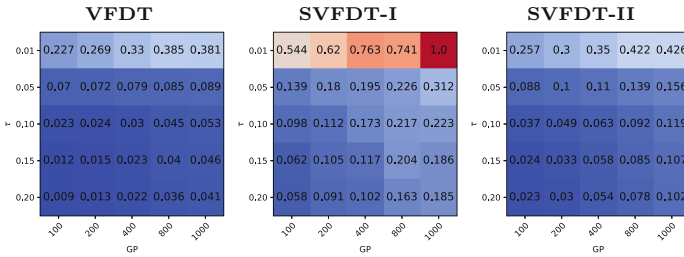 VFDT SVFDT-I SVFDT-II
0.01 0.227 0.269 0.33 0.385 0.381 0.01 0.544 0.62 0.763 0.741 1.0 0.01 0.257 0.3 0.35 0.422 0.426
0.05 0.07 0.072 0.079 0.085 0.089 0.05 0.139 0.18 0.195 0.226 0.312 0.05 0.088 0.1 0.11 0.139 0.156
τ 0.10 0.023 0.024 0.03 0.045 0.053 τ 0.10 0.098 0.112 0.173 0.217 0.223 τ 0.10 0.037 0.049 0.063 0.092 0.119
0.15 0.012 0.015 0.023 0.04 0.046 0.15 0.062 0.105 0.117 0.204 0.186 0.15 0.024 0.033 0.058 0.085 0.107
0.20 0.009 0.013 0.022 0.036 0.041 0.20 0.058 0.091 0.102 0.163 0.185 0.20 0.023 0.03 0.054 0.078 0.102
100 200 400 800 1000 100 200 400 800 1000 100 200 400 800 1000
GP GP GP